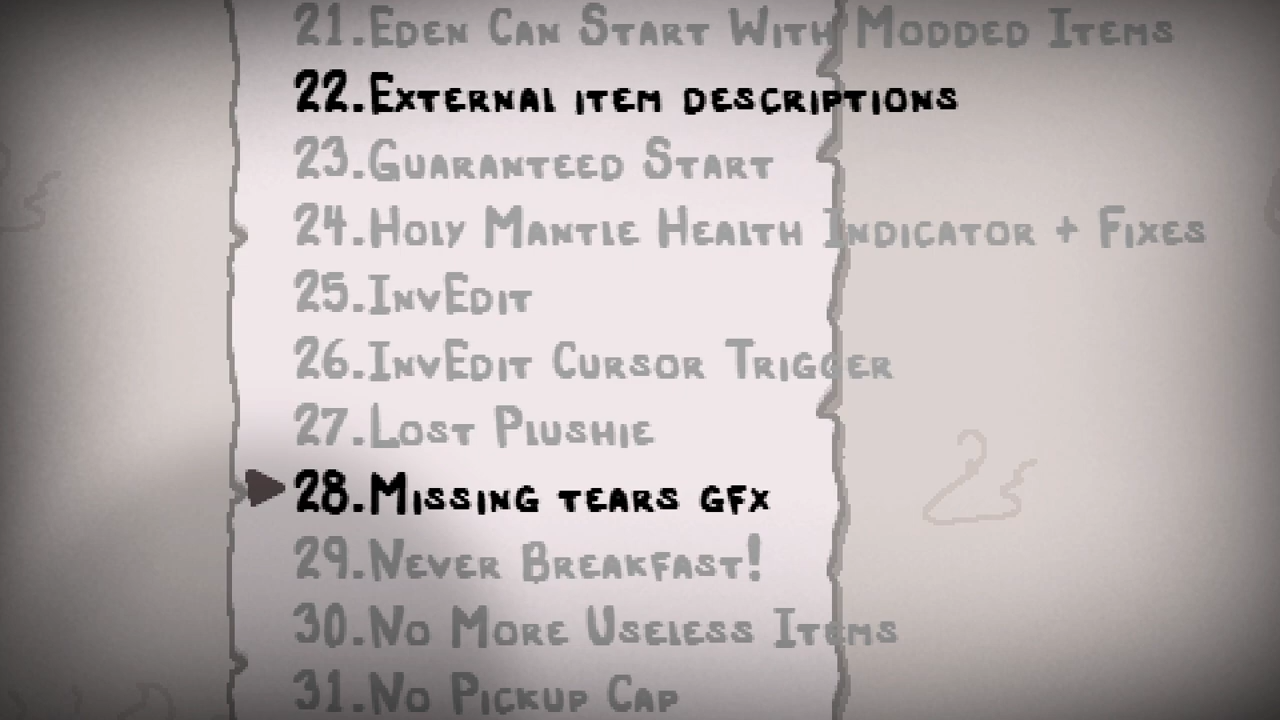 21.Eden Can Start With Modded Items
22.External item descriptions
23.Guaranteed Start
24.Holy Mantle Health Indicator + Fixes
25.InvEdit
26.InvEdit Cursor Trigger
27.Lost Plushie
28.Missing tears gfx
29.Never Breakfast!
30.No More Useless Items
31.No Pickup Cap